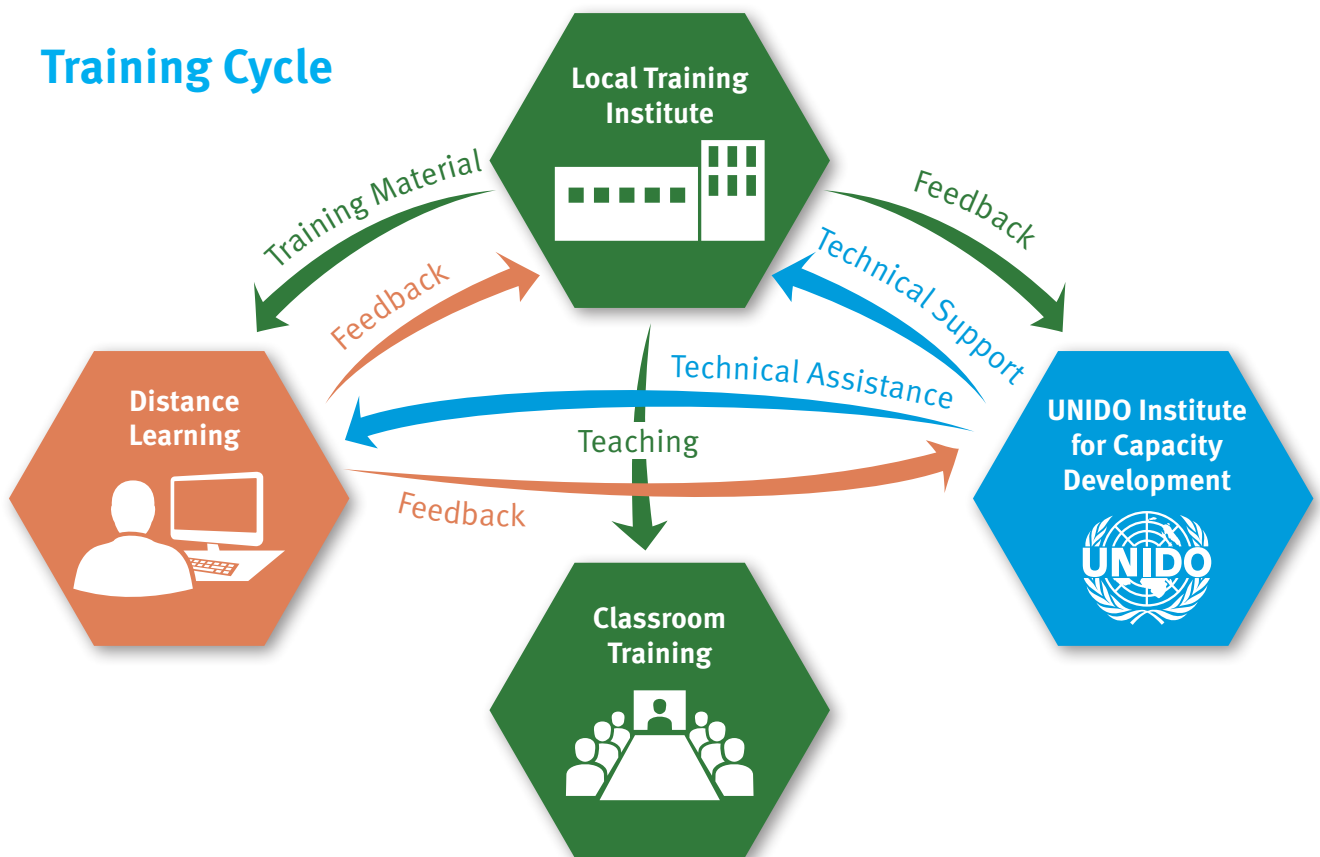 Training Cycle
Local Training
Institute
Training Material
Feedback
Feedback
Technical Support
Technical Assistance
Distance
Learning
Teaching
UNIDO Institute
for Capacity
Development
Feedback
UNIDO
Classroom
Training